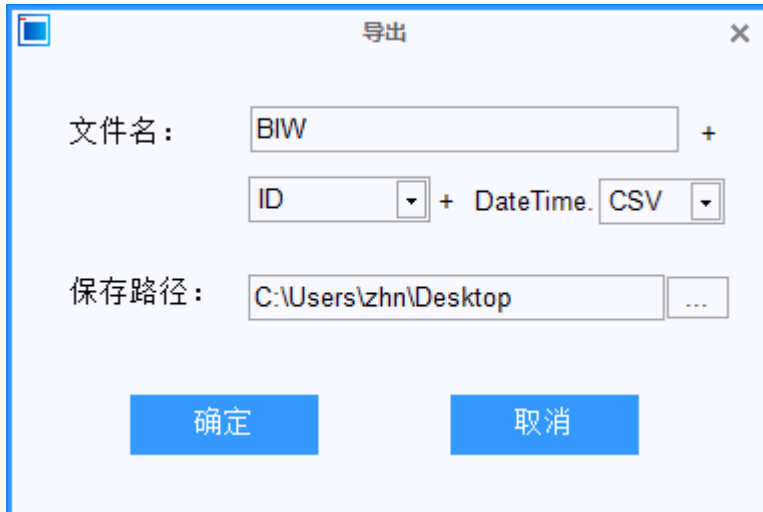 导出
文件名：
BIW
+
ID + DateTime. CSV
保存路径：
C:\Users\zhn\Desktop
...
确定
取消